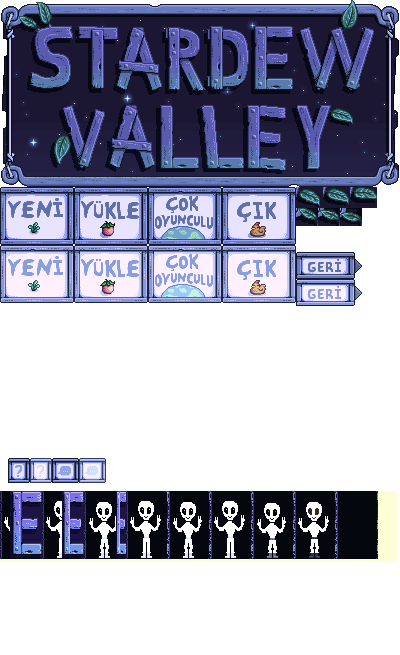 STARDEW
VALLEY
YENİ YÜKLE ÇOK OYUNCULU ÇIK
YENİ YÜKLE ÇOK OYUNCULU ÇIK
GERİ
GERİ
? ?
E E